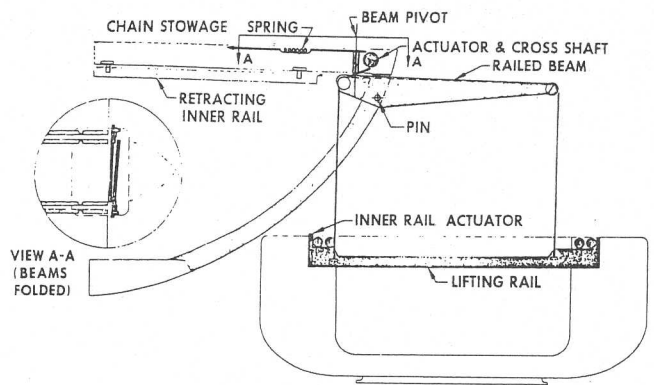 BEAM PIVOT
CHAIN STOWAGE
SPRING
ACTUATOR & CROSS SHAFT
A
A
RAILED BEAM
RETRACTING
INNER RAIL
PIN
INNER RAIL ACTUATOR
VIEW A-A
(BEAMS
FOLDED)
LIFTING RAIL